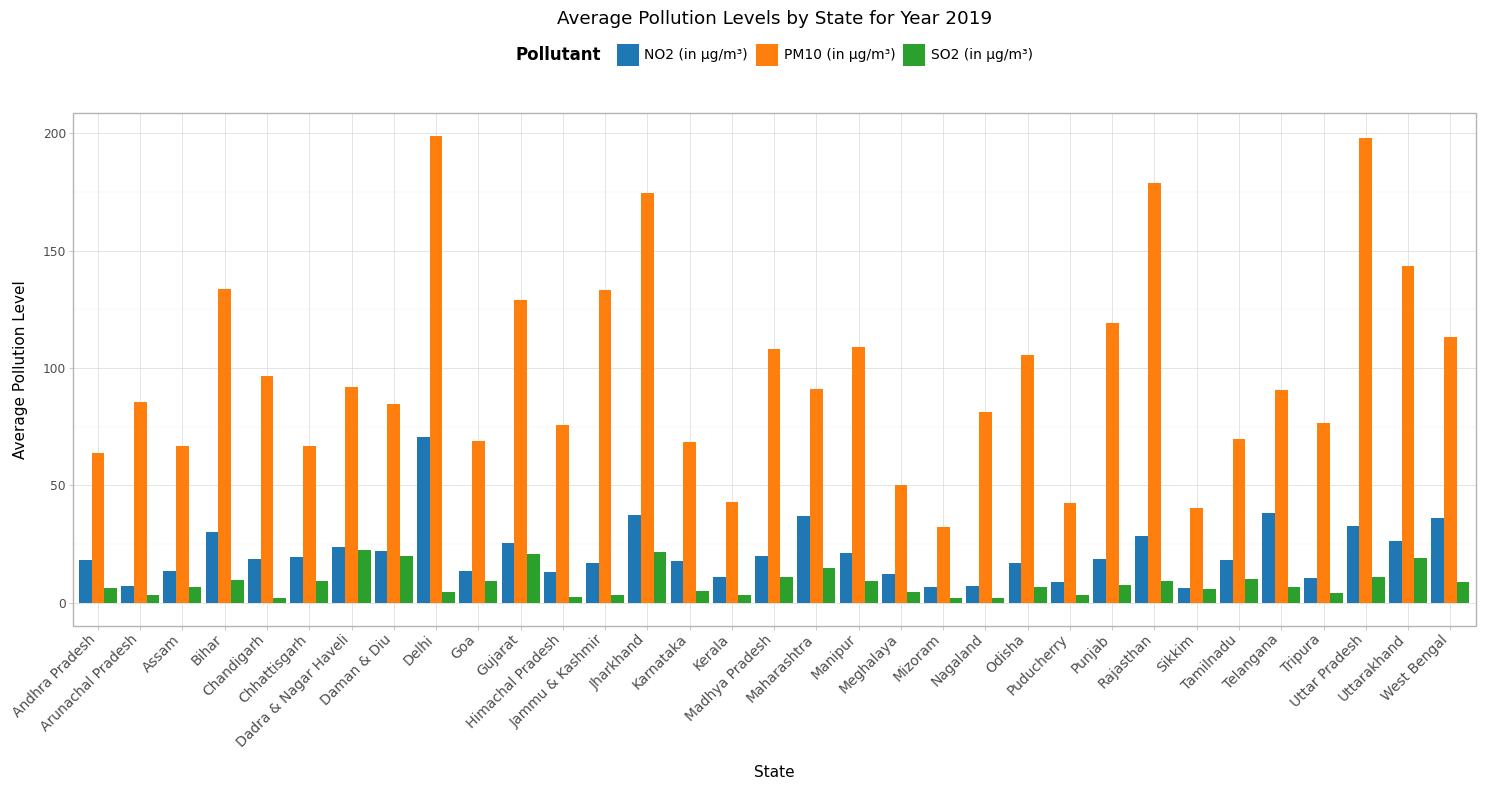 Average Pollution Levels by State for Year 2019
Pollutant NO2 (in µg/m³) PM10 (in µg/m³) SO2 (in µg/m³)
Average Pollution Level
200
150
100
50
0
Andhra Pradesh
Arunachal Pradesh
Assam
Bihar
Chandigarh
Chhattisgarh
Dadra & Nagar Haveli
Daman & Diu
Delhi
Goa
Gujarat
Himachal Pradesh
Jammu & Kashmir
Jharkhand
Karnataka
Kerala
Madhya Pradesh
Maharashtra
Manipur
Meghalaya
Mizoram
Nagaland
Odisha
Puducherry
Punjab
Rajasthan
Sikkim
Tamilnadu
Telangana
Tripura
Uttar Pradesh
Uttarakhand
West Bengal
State